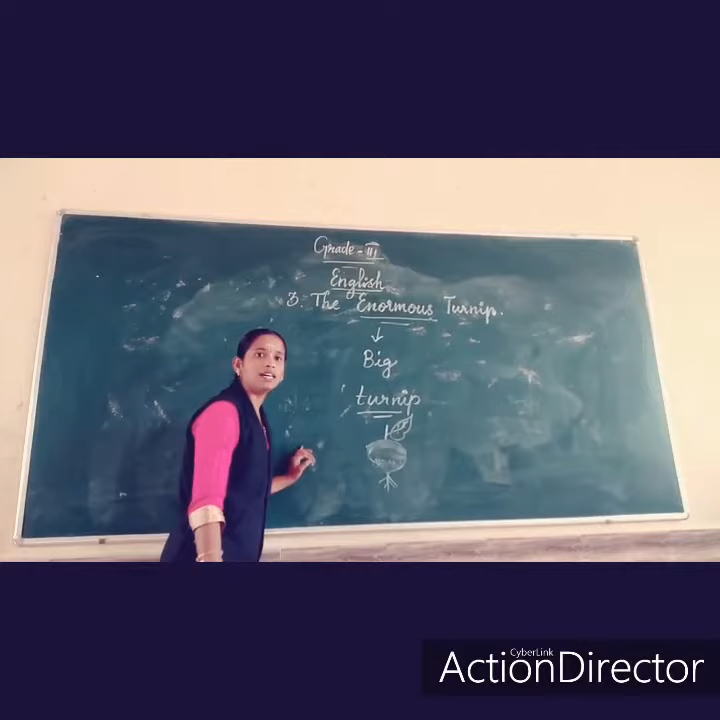 Grade - III
English
3. The Enormous Turnip.
↓
Big
turnip
CyberLink
ActionDirector